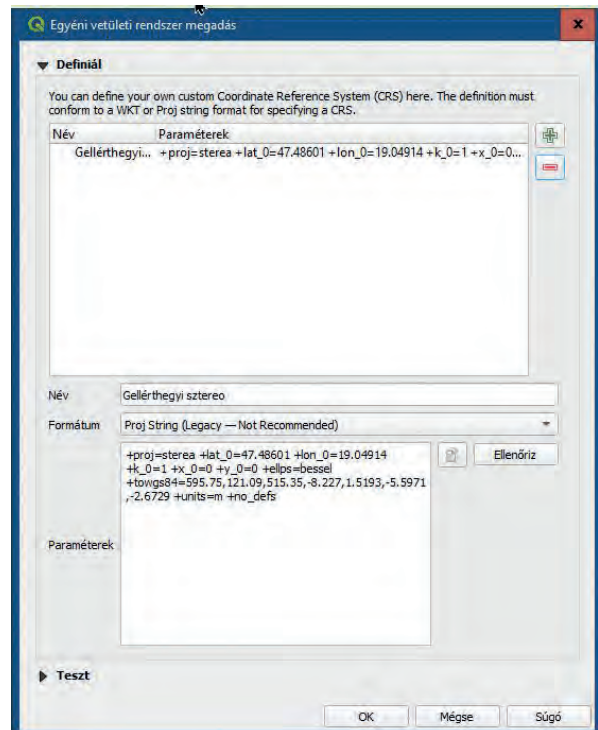 Egyéni vetületi rendszer megadás
Definiál
You can define your own custom Coordinate Reference System (CRS) here. The definition must
conform to a WKT or Proj string format for specifying a CRS.
Név Paraméterek
Gellérthegyi... +proj=sterea +lat_0=47.48601 +lon_0=19.04914 +k_0=1 +x_0=0...
Név Gellérthegyi sztereo
Formátum Proj String (Legacy — Not Recommended)
+proj=sterea +lat_0=47.48601 +lon_0=19.04914
+k_0=1 +x_0=0 +y_0=0 +ellps=bessel
+towgs84=595.75,121.09,515.35,-8.227,1.5193,-5.5971
,-2.6729 +units=m +no_defs
Ellenőriz
Paraméterek
Teszt
OK Mégse Súgó